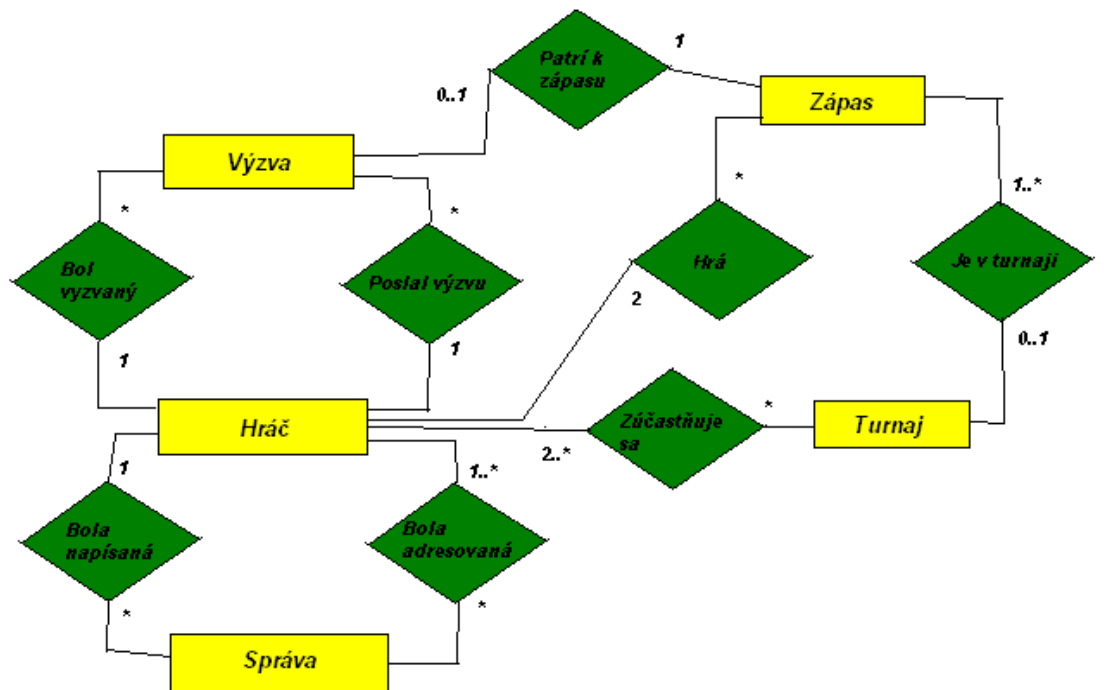 Patrí k
zápasu
1
0..1
Zápas
Výzva
*
*
*
1..*
Bol
vyzvaný
Poslal výzvu
Hrá
Je v turnaji
2
1
1
0..1
Hráč
Zúčastňuje
sa
*
Turnaj
2..*
1
1..*
Bola
napísaná
Bola
adresovaná
*
*
Správa